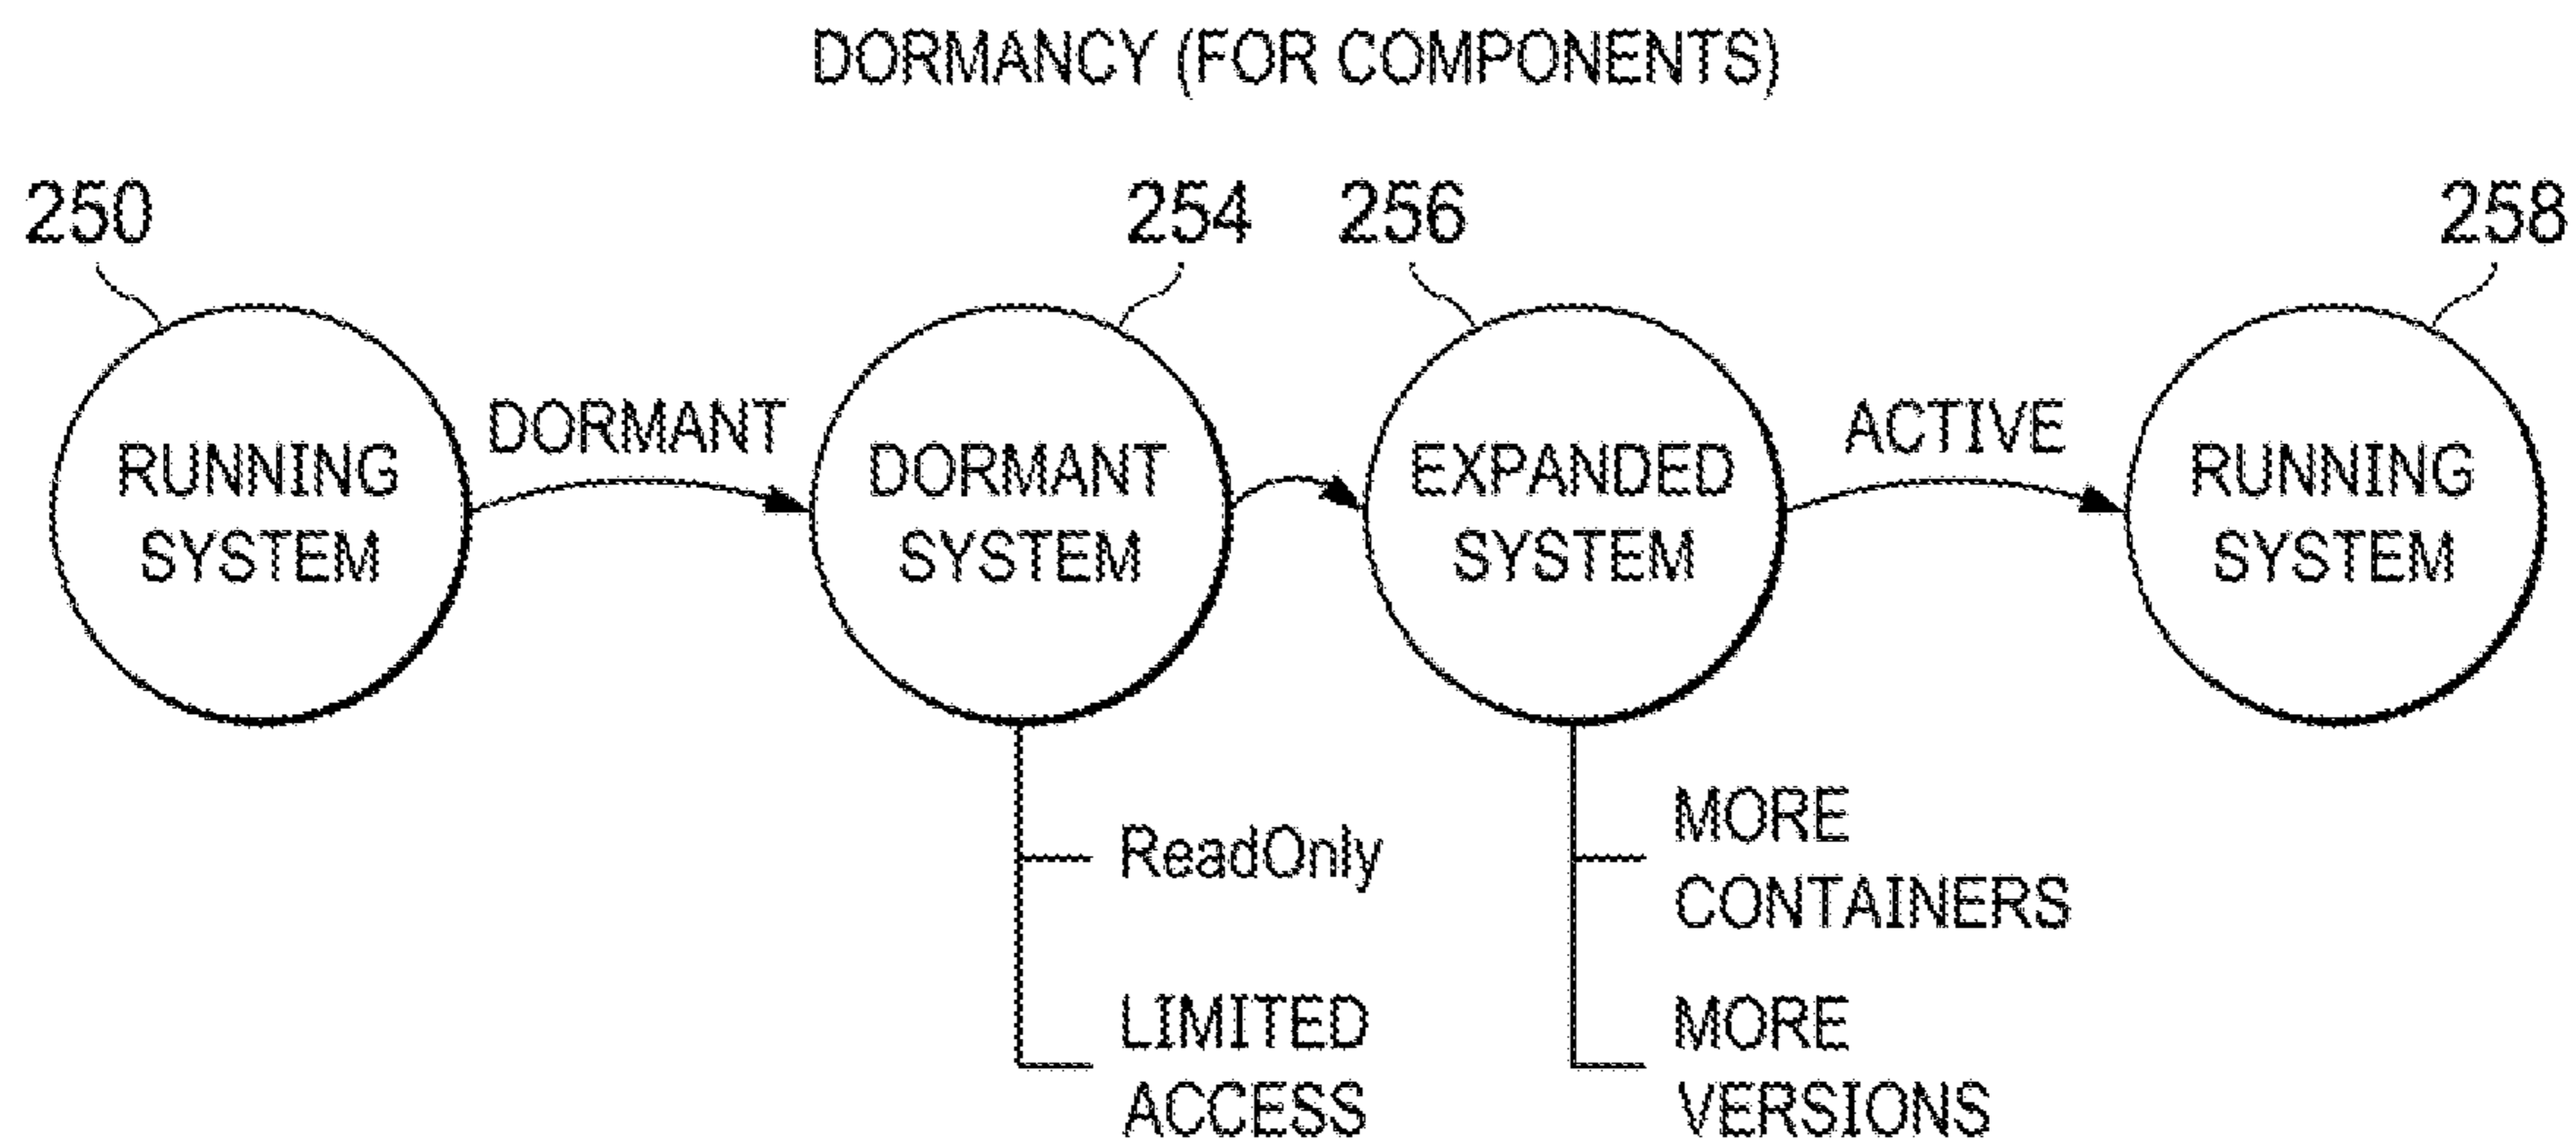 DORMANCY (FOR COMPONENTS)
250
254
256
258
RUNNING
SYSTEM
DORMANT
DORMANT
SYSTEM
EXPANDED
SYSTEM
ACTIVE
RUNNING
SYSTEM
ReadOnly
LIMITED
ACCESS
MORE
CONTAINERS
MORE
VERSIONS